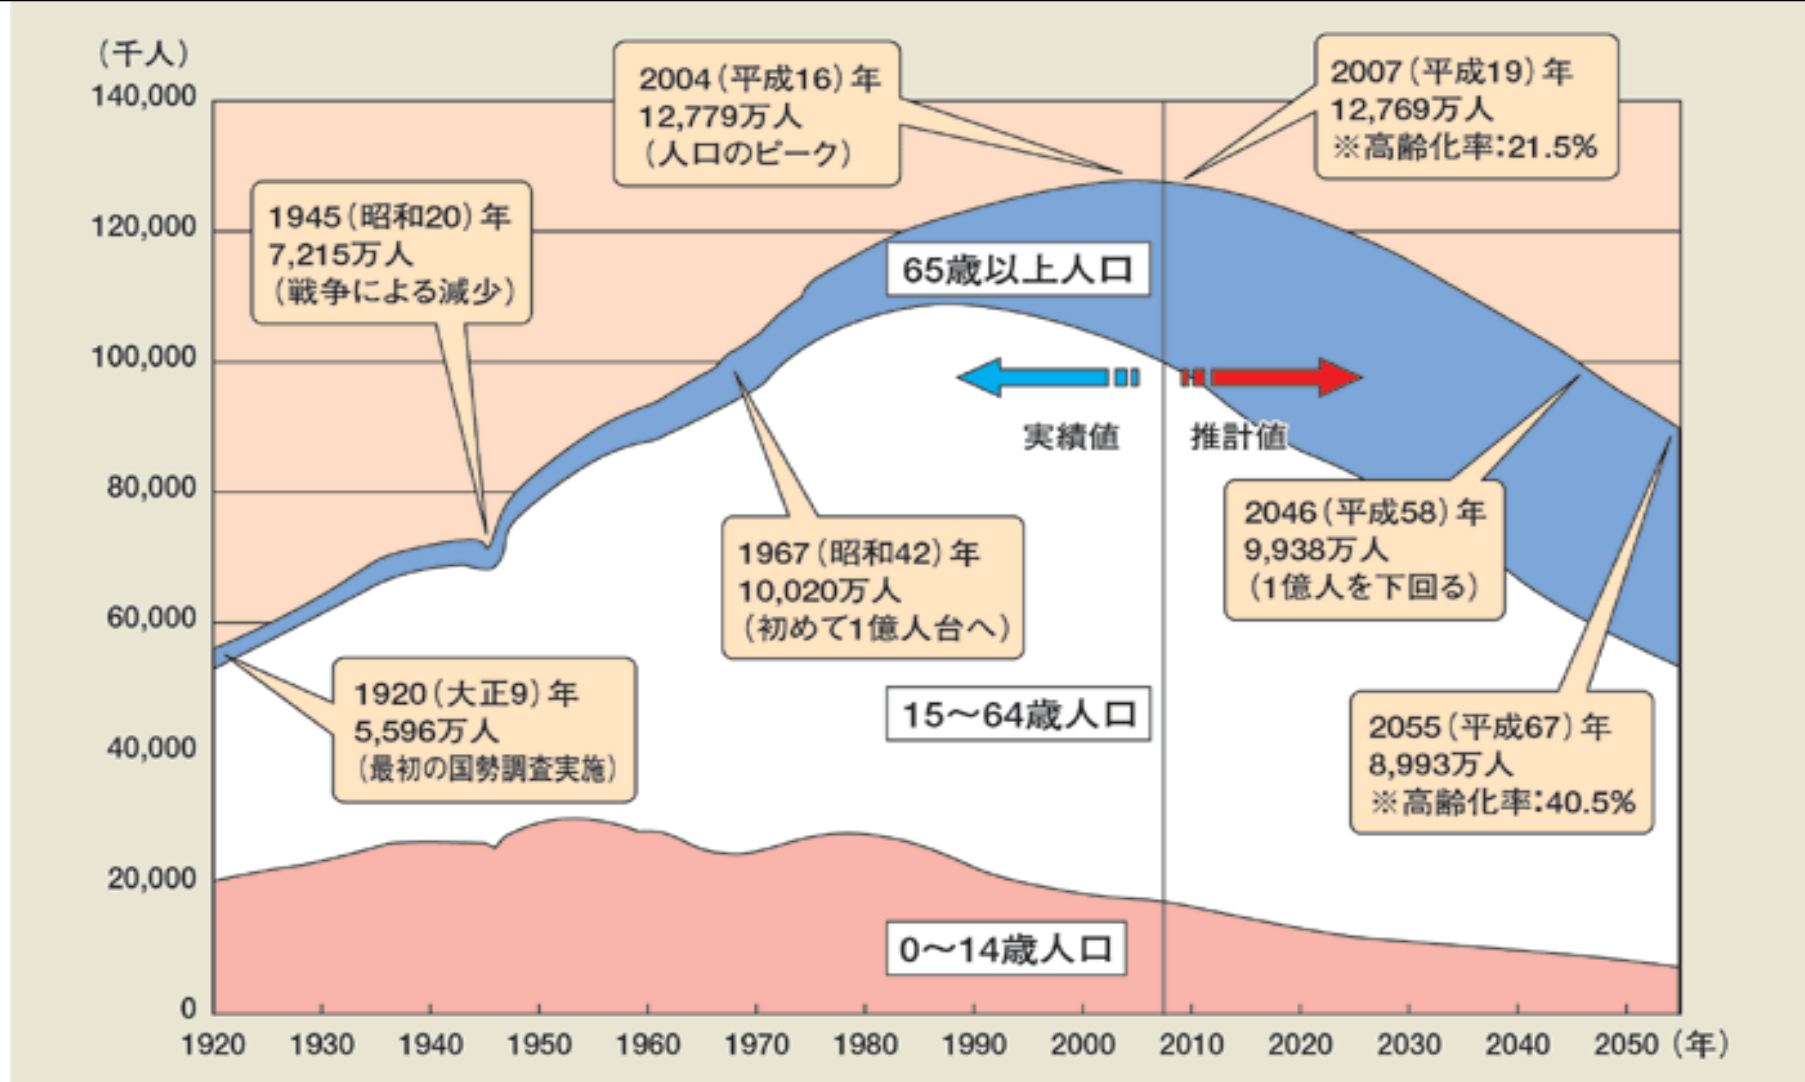 （千人）
140,000
120,000
100,000
80,000
60,000
40,000
20,000
0
2004（平成16）年
12,779万人
（人口のピーク）
2007（平成19）年
12,769万人
※高齢化率：21.5%
1945（昭和20）年
7,215万人
（戦争による減少）
65歳以上人口
実績値
推計値
1967（昭和42）年
10,020万人
（初めて1億人台へ）
2046（平成58）年
9,938万人
（1億人を下回る）
1920（大正9）年
5,596万人
（最初の国勢調査実施）
15～64歳人口
2055（平成67）年
8,993万人
※高齢化率：40.5%
0～14歳人口
1920 1930 1940 1950 1960 1970 1980 1990 2000 2010 2020 2030 2040 2050（年）